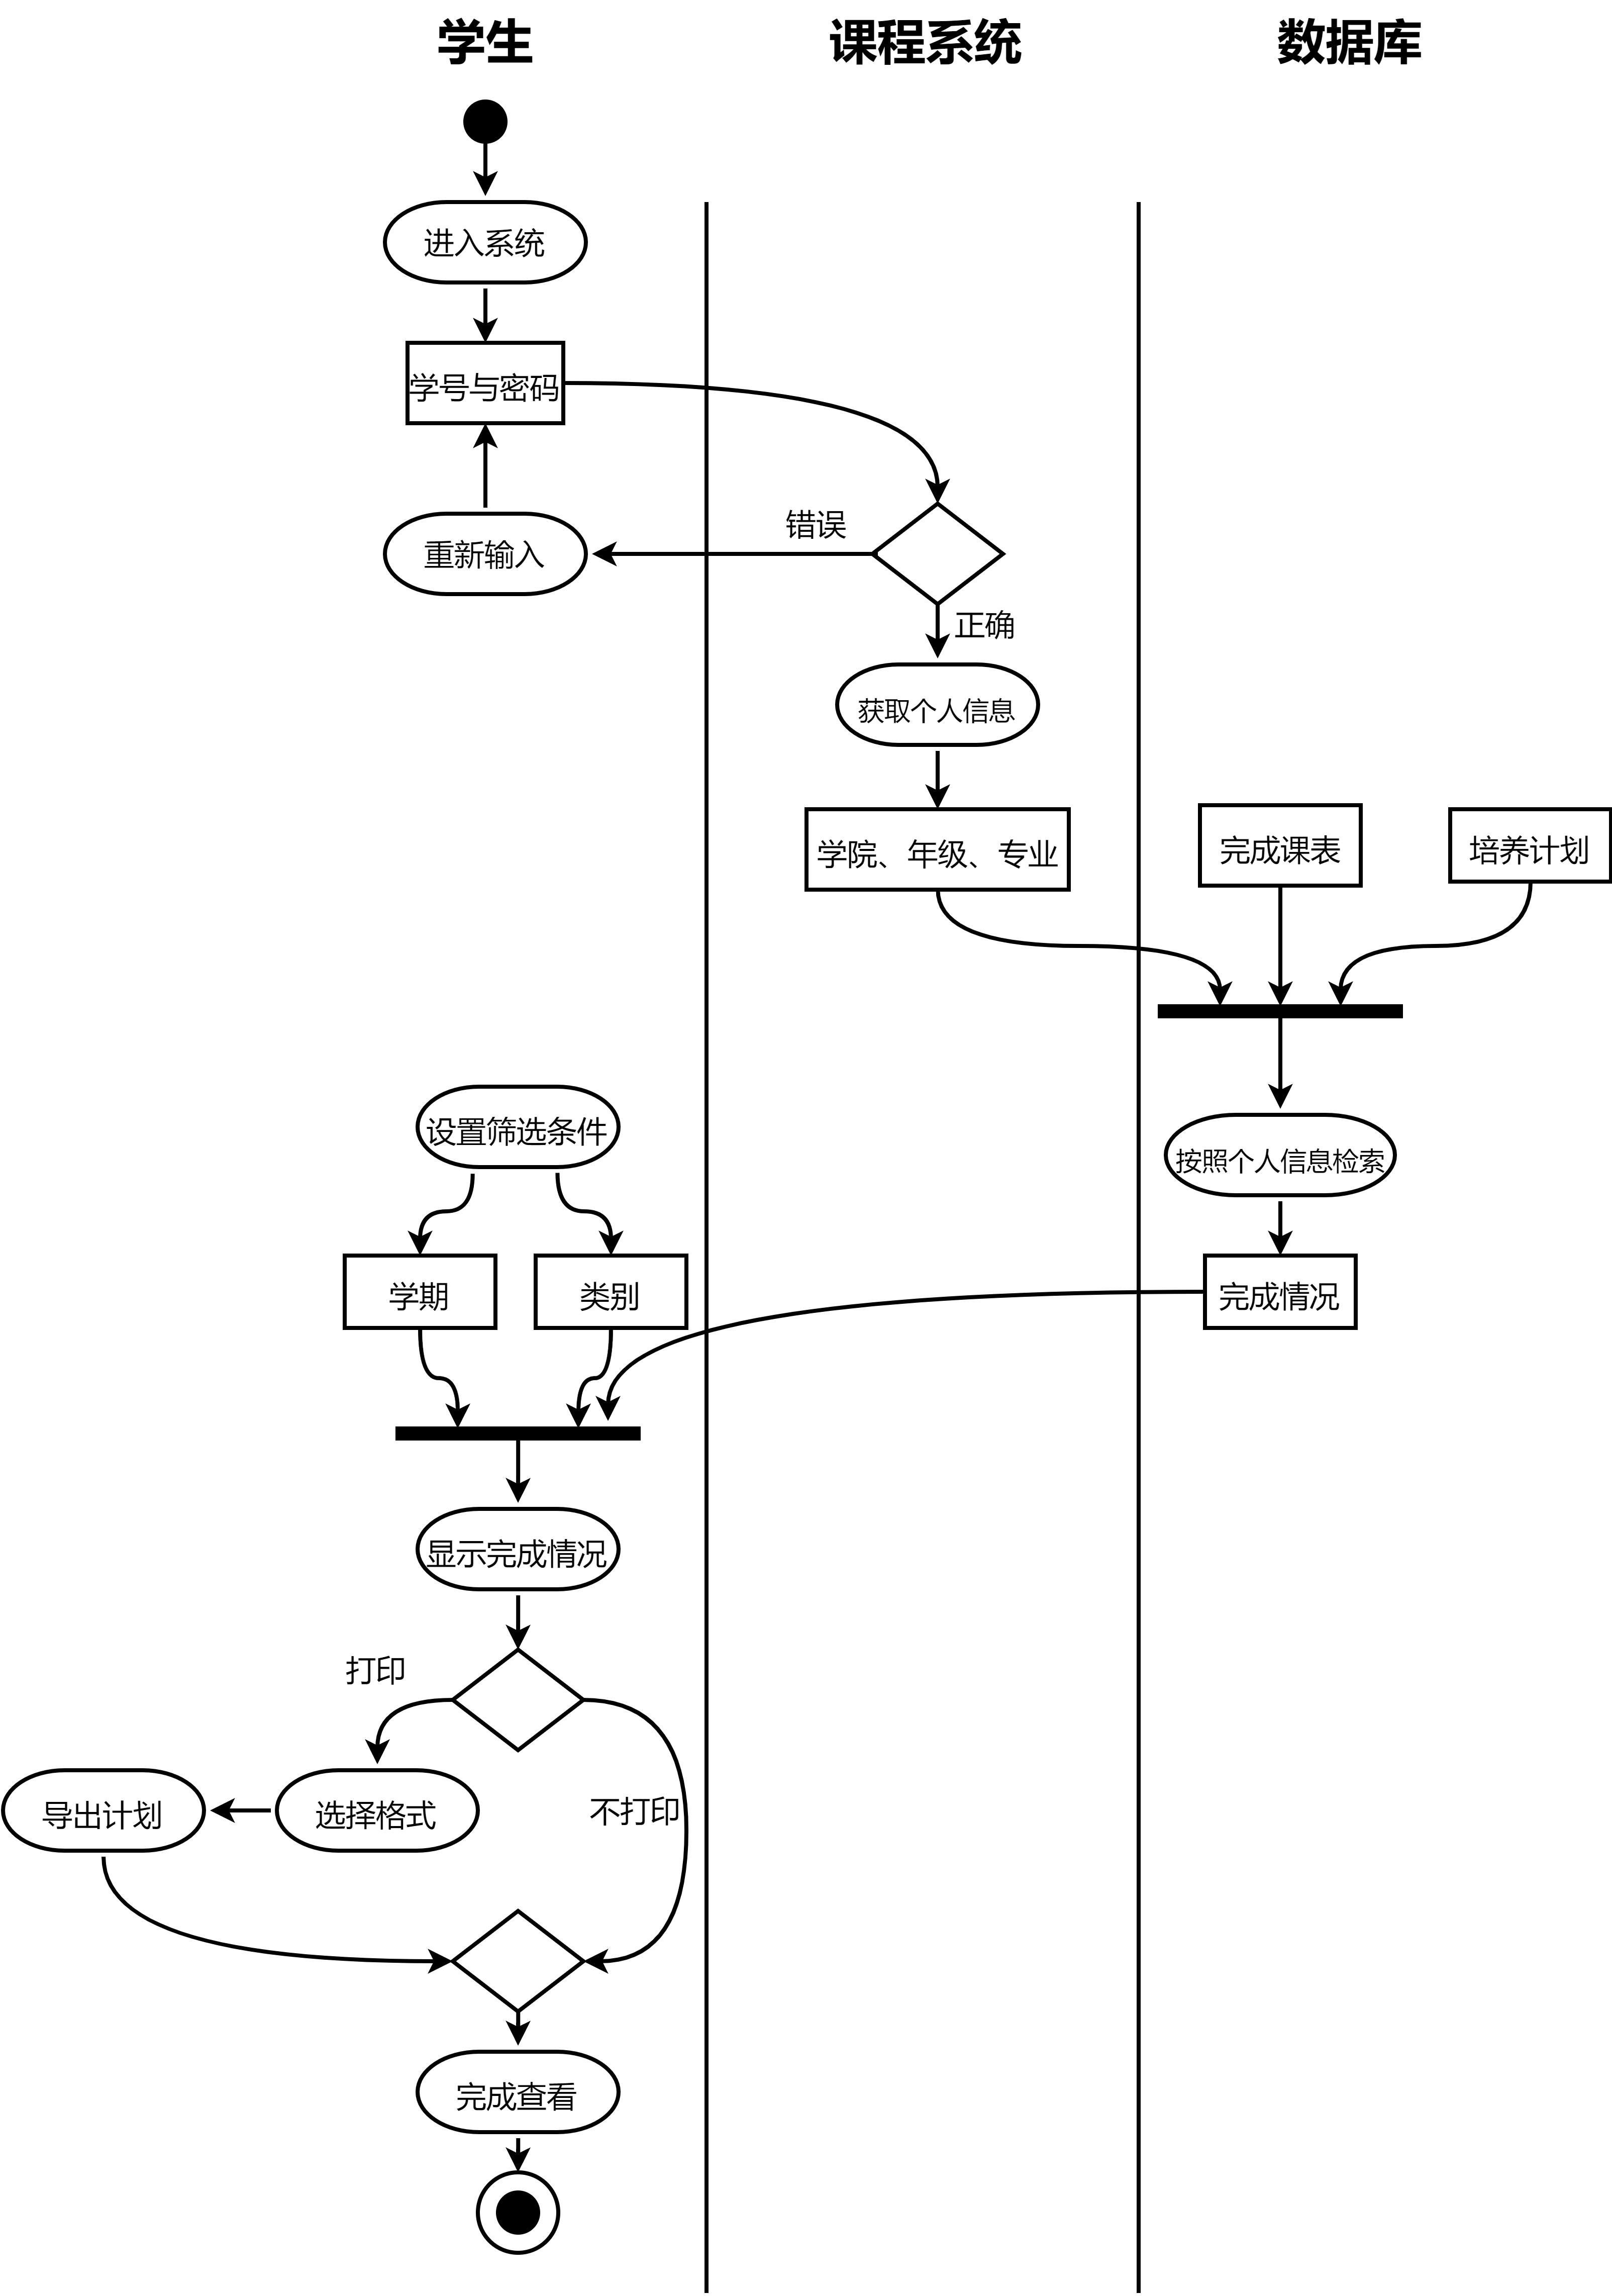 学生
课程系统
数据库
进入系统
学号与密码
错误
重新输入
正确
获取个人信息
学院、年级、专业
完成课表
培养计划
设置筛选条件
按照个人信息检索
学期
类别
完成情况
显示完成情况
打印
导出计划
选择格式
不打印
完成查看